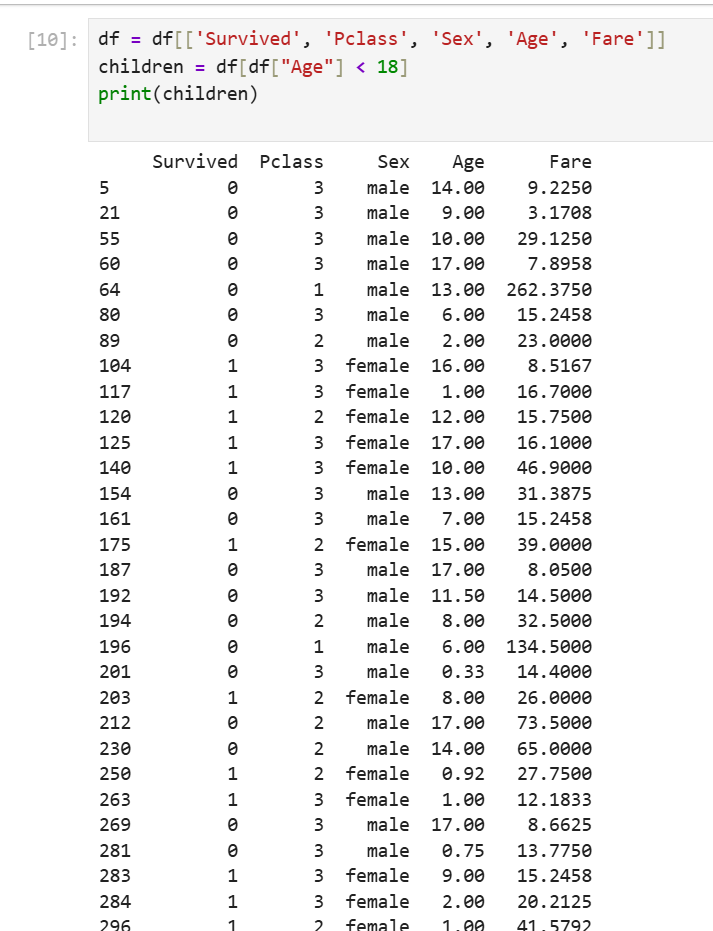 [10]: df = df[['Survived', 'Pclass', 'Sex', 'Age', 'Fare']]
children = df[df["Age"] < 18]
print(children)
Survived Pclass Sex Age Fare
5 0 3 male 14.00 9.2250
21 0 3 male 9.00 3.1708
55 0 3 male 10.00 29.1250
60 0 3 male 17.00 7.8958
64 0 1 male 13.00 262.3750
80 0 3 male 6.00 15.2458
89 0 2 male 2.00 23.0000
104 1 3 female 16.00 8.5167
117 1 3 female 1.00 16.7000
120 1 2 female 12.00 15.7500
125 1 3 female 17.00 16.1000
140 1 3 female 10.00 46.9000
154 0 3 male 13.00 31.3875
161 0 3 male 7.00 15.2458
175 1 2 female 15.00 39.0000
187 0 3 male 17.00 8.0500
192 0 3 male 11.50 14.5000
194 0 2 male 8.00 32.5000
196 0 1 male 6.00 134.5000
201 0 3 male 0.33 14.4000
203 1 2 female 8.00 26.0000
212 0 2 male 17.00 73.5000
230 0 2 male 14.00 65.0000
250 1 2 female 0.92 27.7500
263 1 3 female 1.00 12.1833
269 0 3 male 17.00 8.6625
281 0 3 male 0.75 13.7750
283 1 3 female 9.00 15.2458
284 1 3 female 2.00 20.2125
296 1 2 female 1.00 41.5792